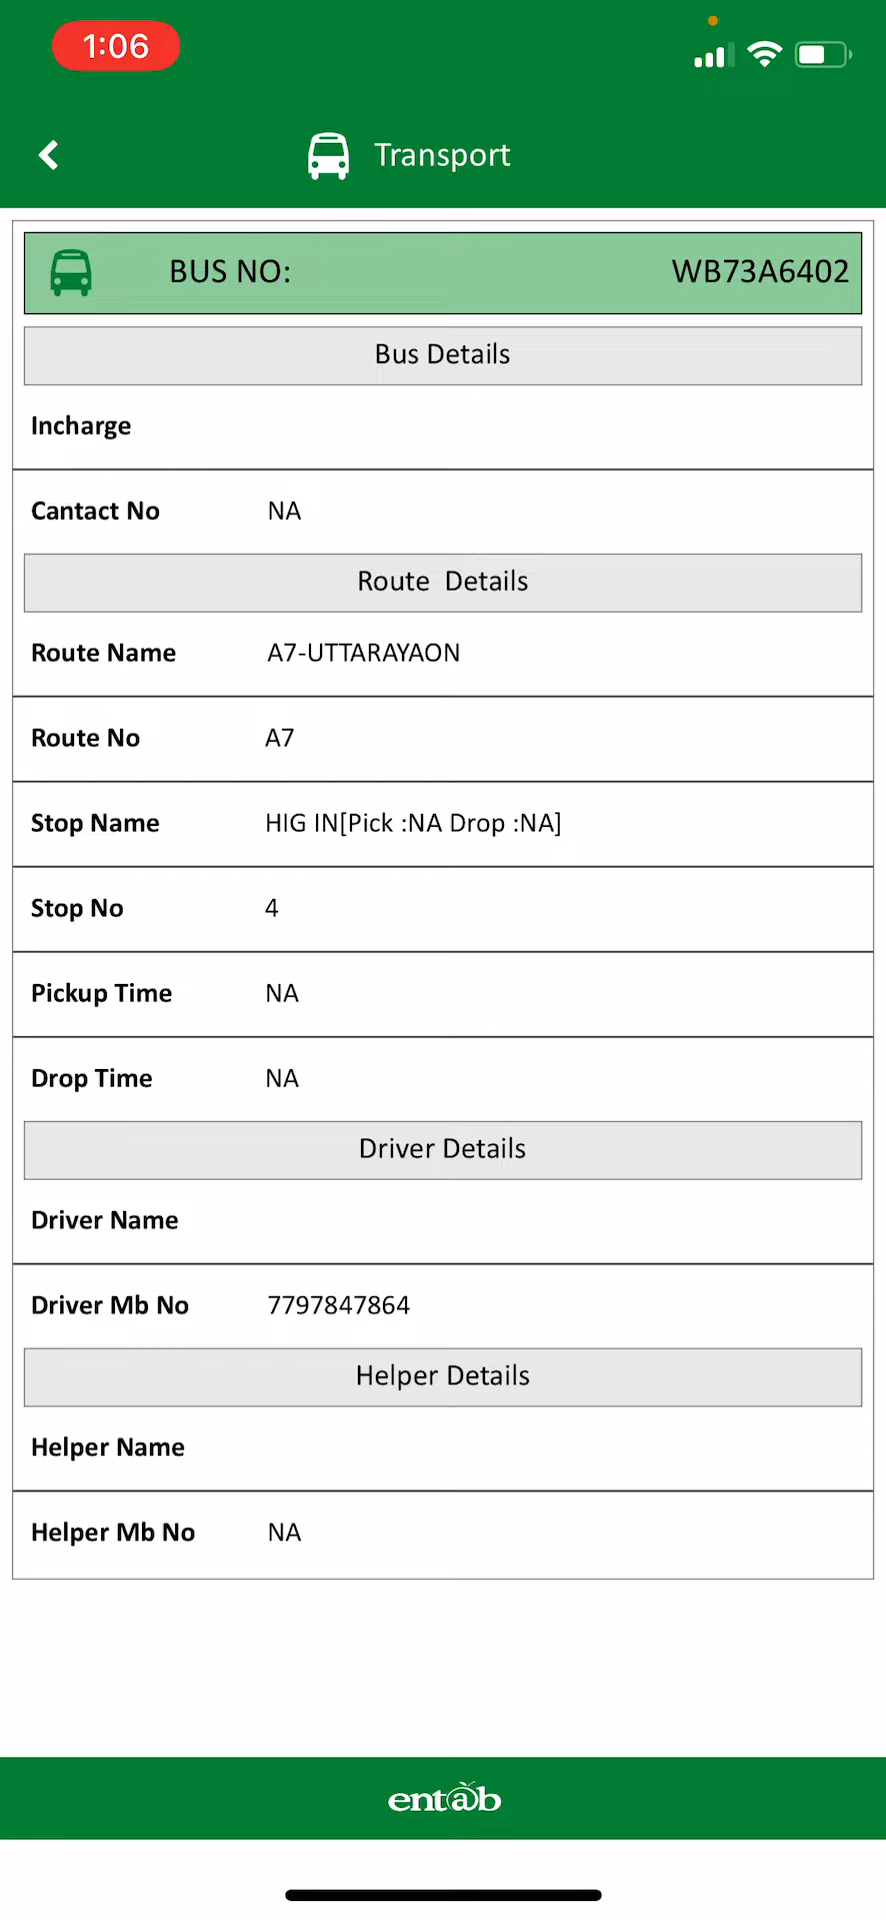 1:06
Transport
BUS NO: WB73A6402
Bus Details
Incharge
Cantact No NA
Route Details
Route Name A7-UTTARAYAON
Route No A7
Stop Name HIG IN[Pick :NA Drop :NA]
Stop No 4
Pickup Time NA
Drop Time NA
Driver Details
Driver Name
Driver Mb No 7797847864
Helper Details
Helper Name
Helper Mb No NA
entab